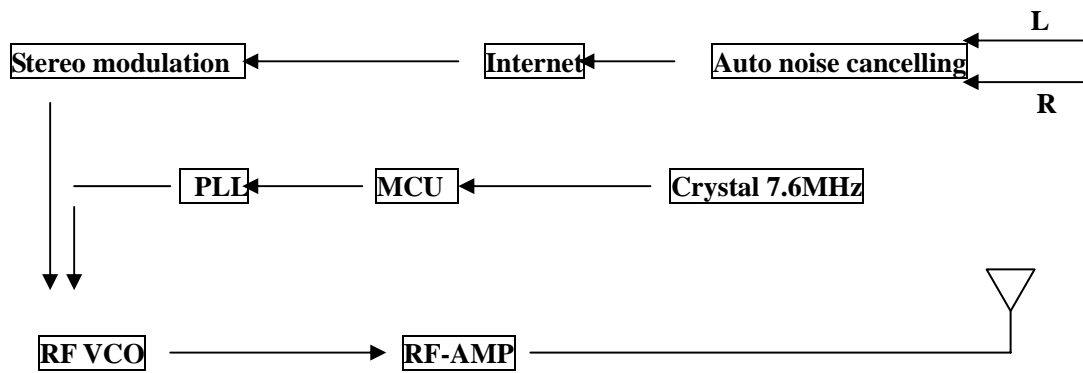 L
Stereo modulation Internet Auto noise cancelling
R
PLL MCU Crystal 7.6MHz
RF VCO RF-AMP